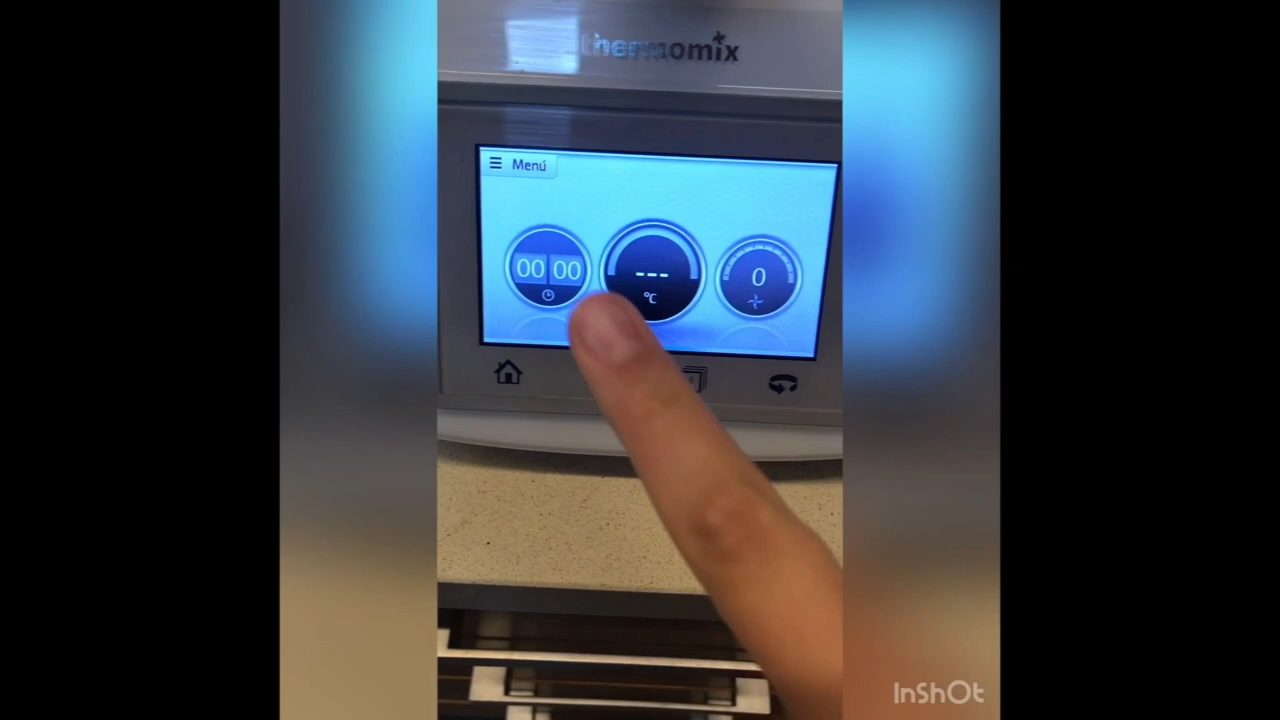 thermomix
☰ Menú
00 00
---
°C
0
InShOt